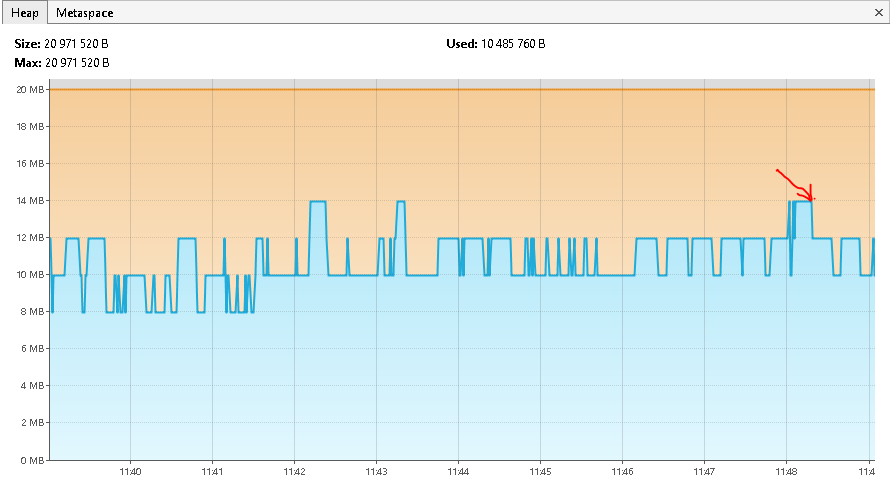 Heap Metaspace
Size: 20 971 520 B Used: 10 485 760 B
Max: 20 971 520 B
20 MB
18 MB
16 MB
14 MB
12 MB
10 MB
8 MB
6 MB
4 MB
2 MB
0 MB
11:40 11:41 11:42 11:43 11:44 11:45 11:46 11:47 11:48 11:4